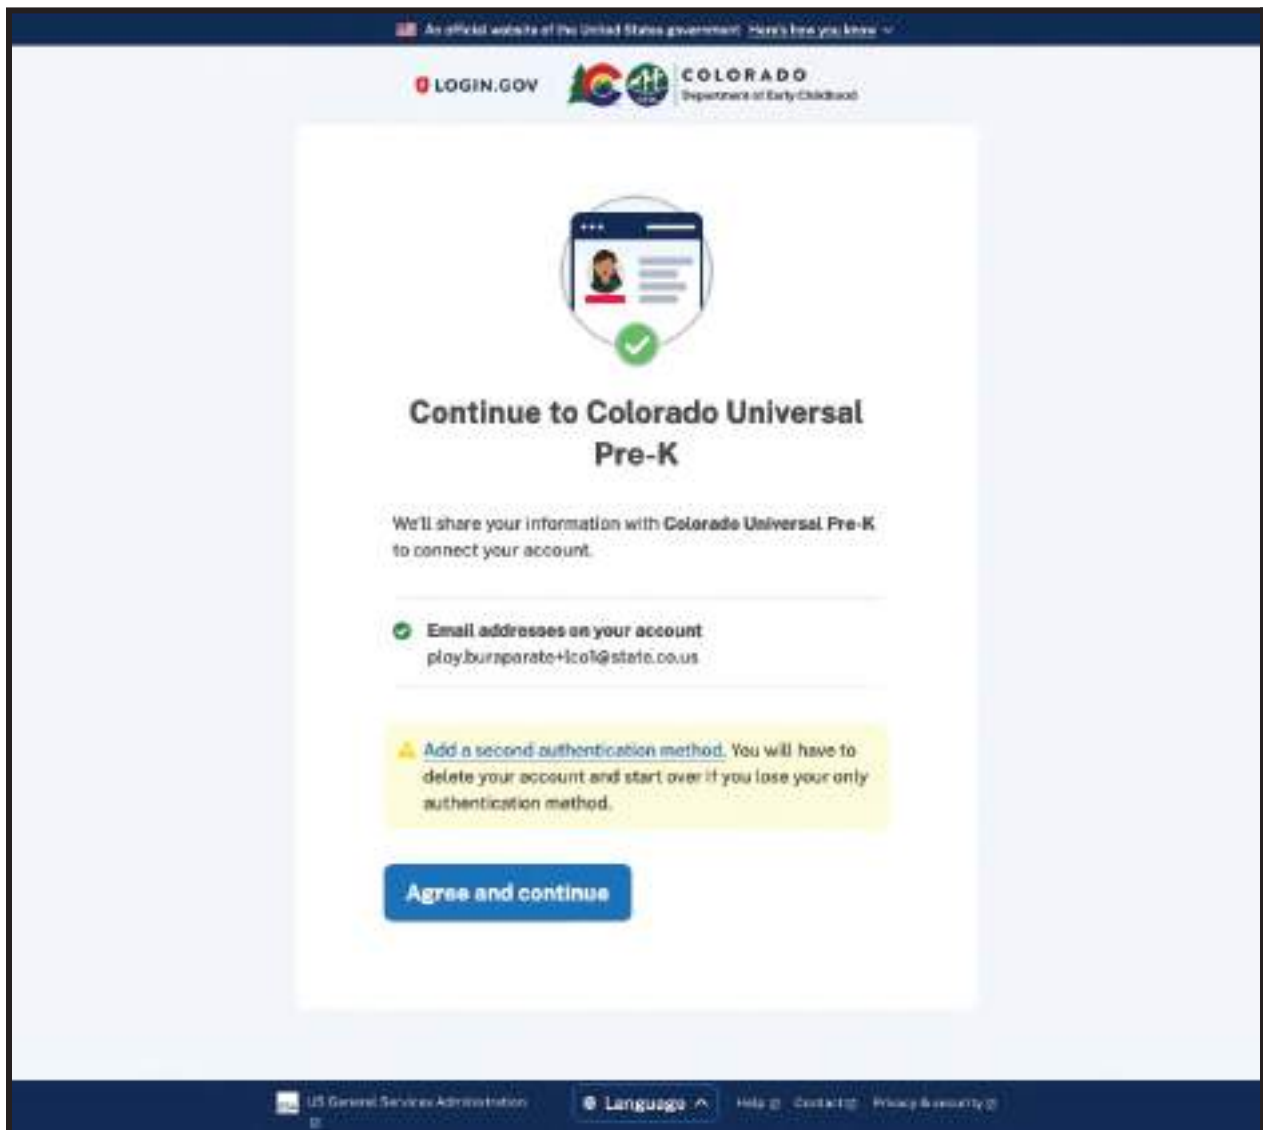 An official website of the United States government Here's how you know
LOGIN.GOV
COLORADO
Department of Early Childhood
Continue to Colorado Universal
Pre-K
We'll share your information with Colorado Universal Pre-K
to connect your account.
Email addresses on your account
ploy.buraparate+lco1@state.co.us
Add a second authentication method. You will have to
delete your account and start over if you lose your only
authentication method.
Agree and continue
US General Services Administration
Language
Help
Contact
Privacy & security